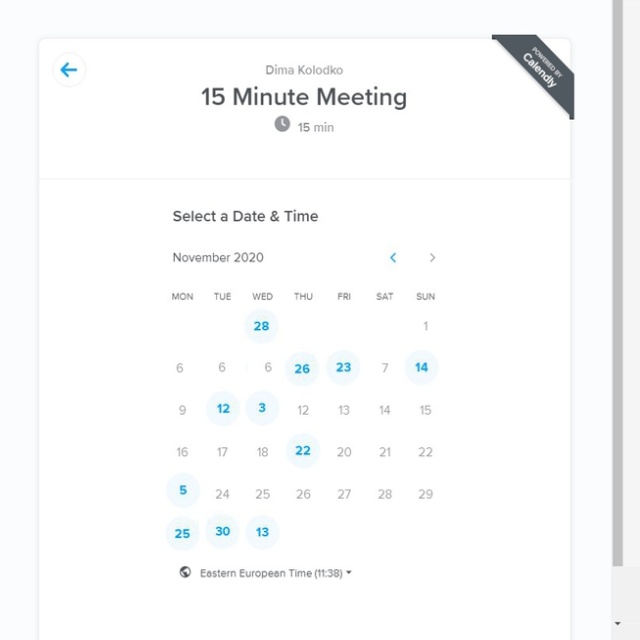 POWERED BY
Calendly
Dima Kolodko
15 Minute Meeting
15 min
Select a Date & Time
November 2020
MON TUE WED THU FRI SAT SUN
28 1
6 6 6 26 23 7 14
9 12 3 12 13 14 15
16 17 18 22 20 21 22
5 24 25 26 27 28 29
25 30 13
Eastern European Time (11:38)